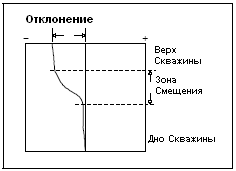 Отклонение
− +
Верх
Скважины
Зона
Смещения
Дно Скважины